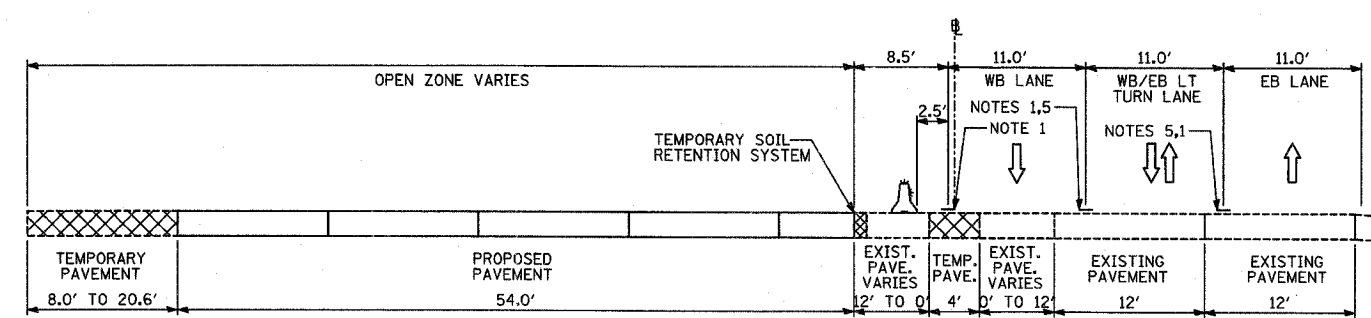 ℄
8.5' 11.0' 11.0' 11.0'
OPEN ZONE VARIES WB LANE WB/EB LT EB LANE
TURN LANE
2.5' NOTES 1,5
NOTE 1 NOTES 5,1
TEMPORARY SOIL
RETENTION SYSTEM
TEMPORARY
PAVEMENT
8.0' TO 20.6'
PROPOSED
PAVEMENT
54.0'
EXIST.
PAVE.
VARIES
12' TO 0'
TEMP.
PAVE.
4'
EXIST.
PAVE.
VARIES
0' TO 12'
EXISTING
PAVEMENT
12'
EXISTING
PAVEMENT
12'